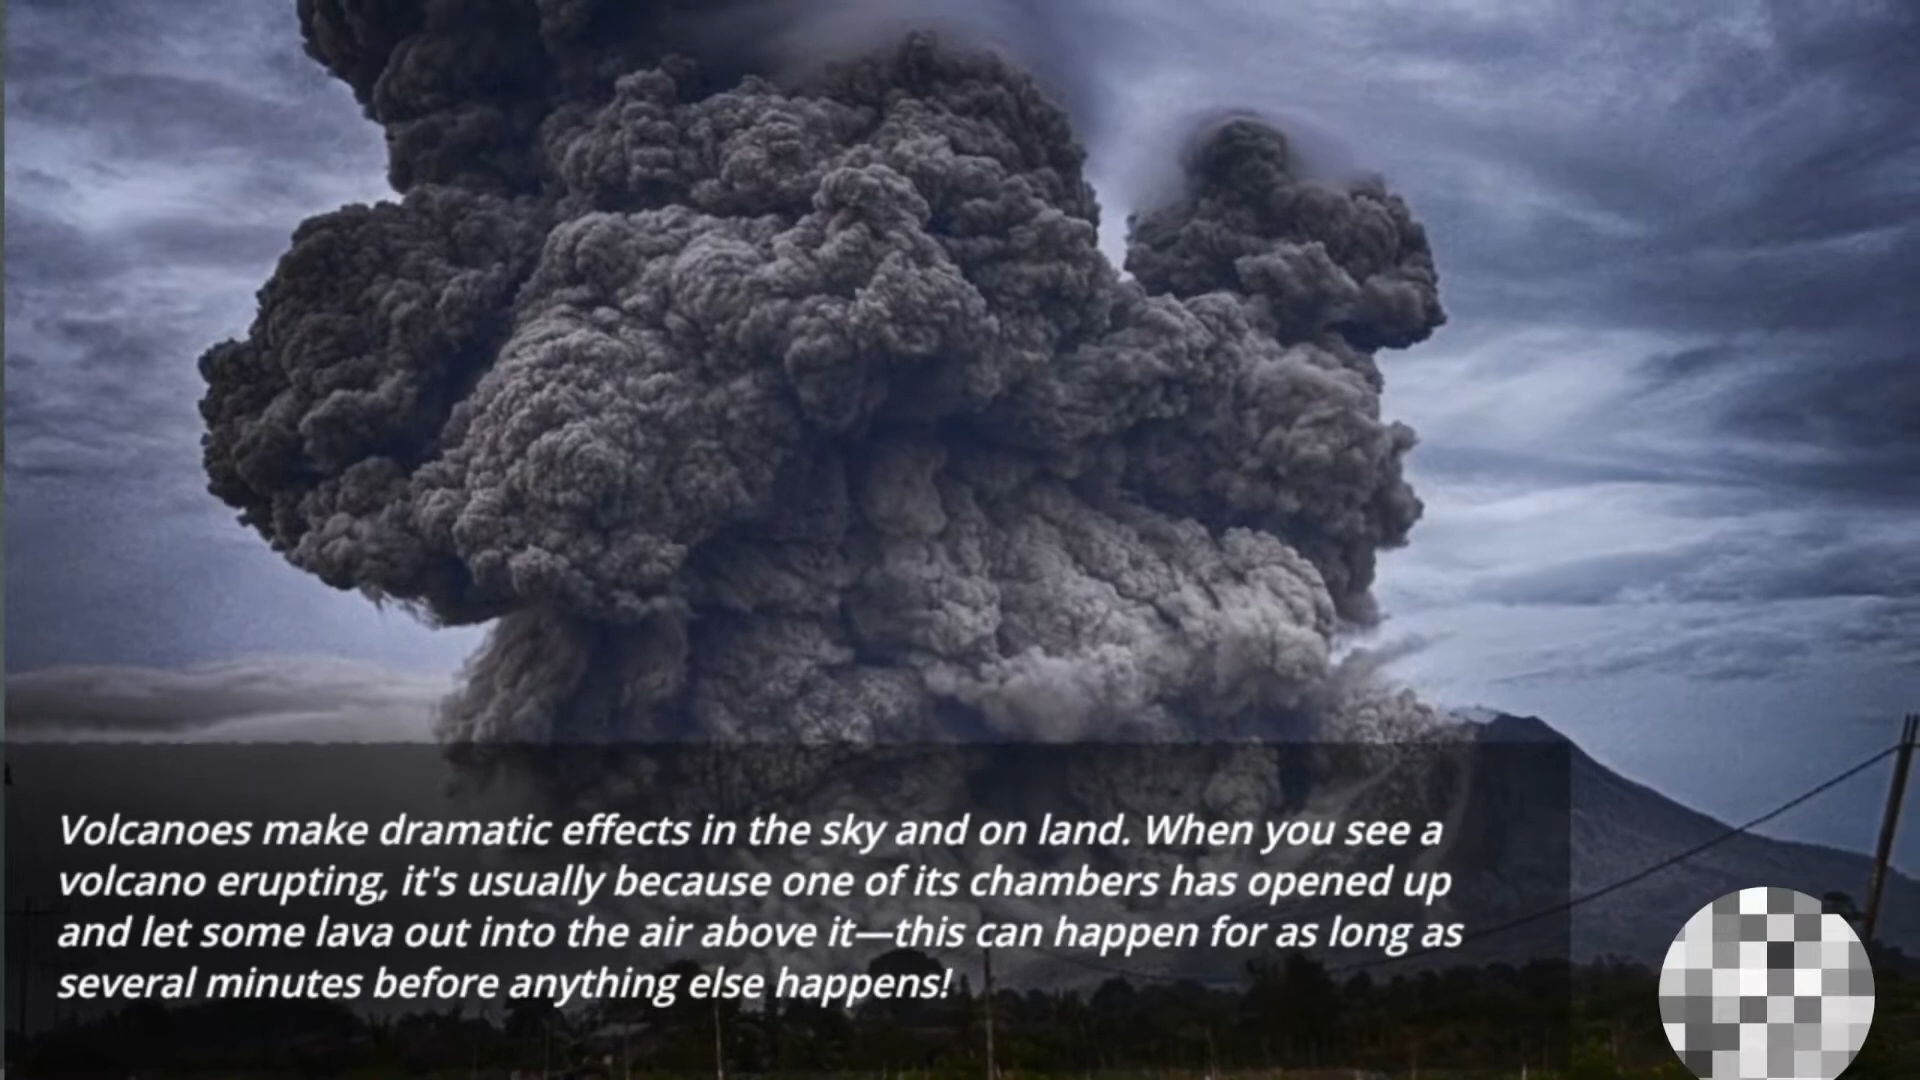 Volcanoes make dramatic effects in the sky and on land. When you see a
volcano erupting, it's usually because one of its chambers has opened up
and let some lava out into the air above it—this can happen for as long as
several minutes before anything else happens!